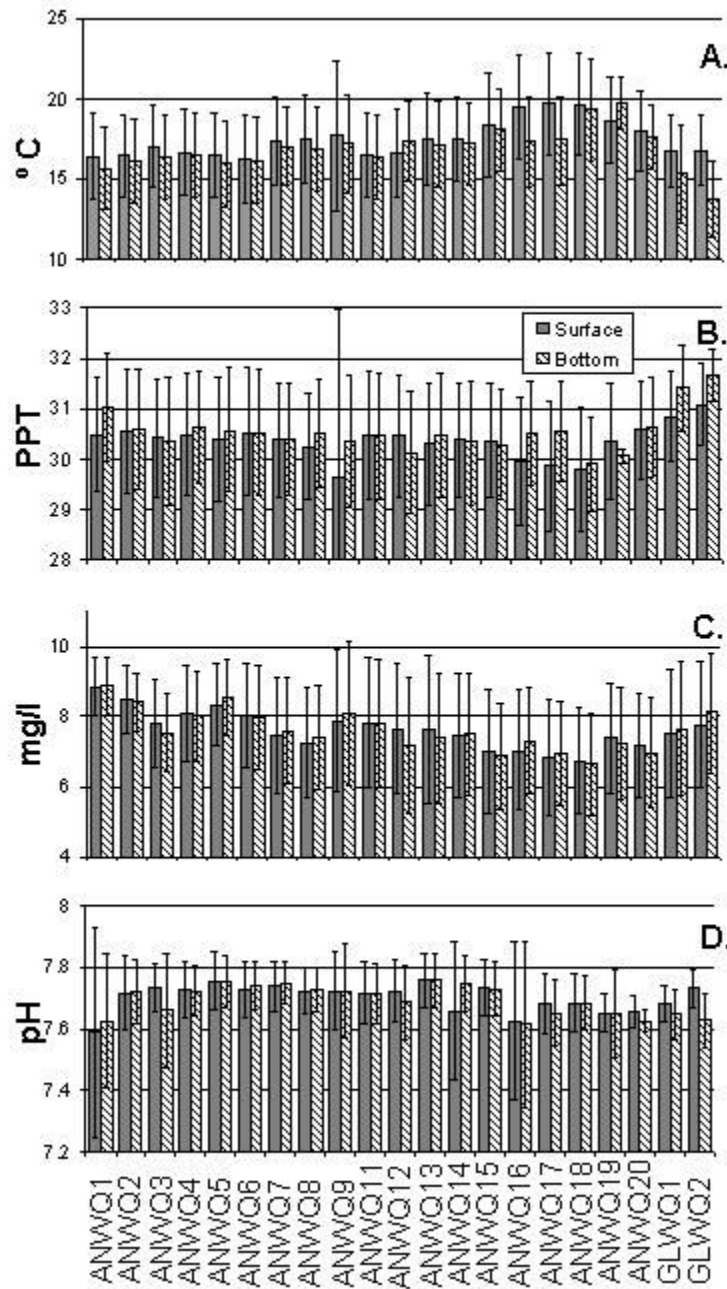 A.
º C
25
20
15
10
B.
PPT
33
32
31
30
29
28
Surface
Bottom
C.
mg/l
10
8
6
4
D.
pH
8
7.8
7.6
7.4
7.2
ANWQ1
ANWQ2
ANWQ3
ANWQ4
ANWQ5
ANWQ6
ANWQ7
ANWQ8
ANWQ9
ANWQ11
ANWQ12
ANWQ13
ANWQ14
ANWQ15
ANWQ16
ANWQ17
ANWQ18
ANWQ19
ANWQ20
GLWQ1
GLWQ2